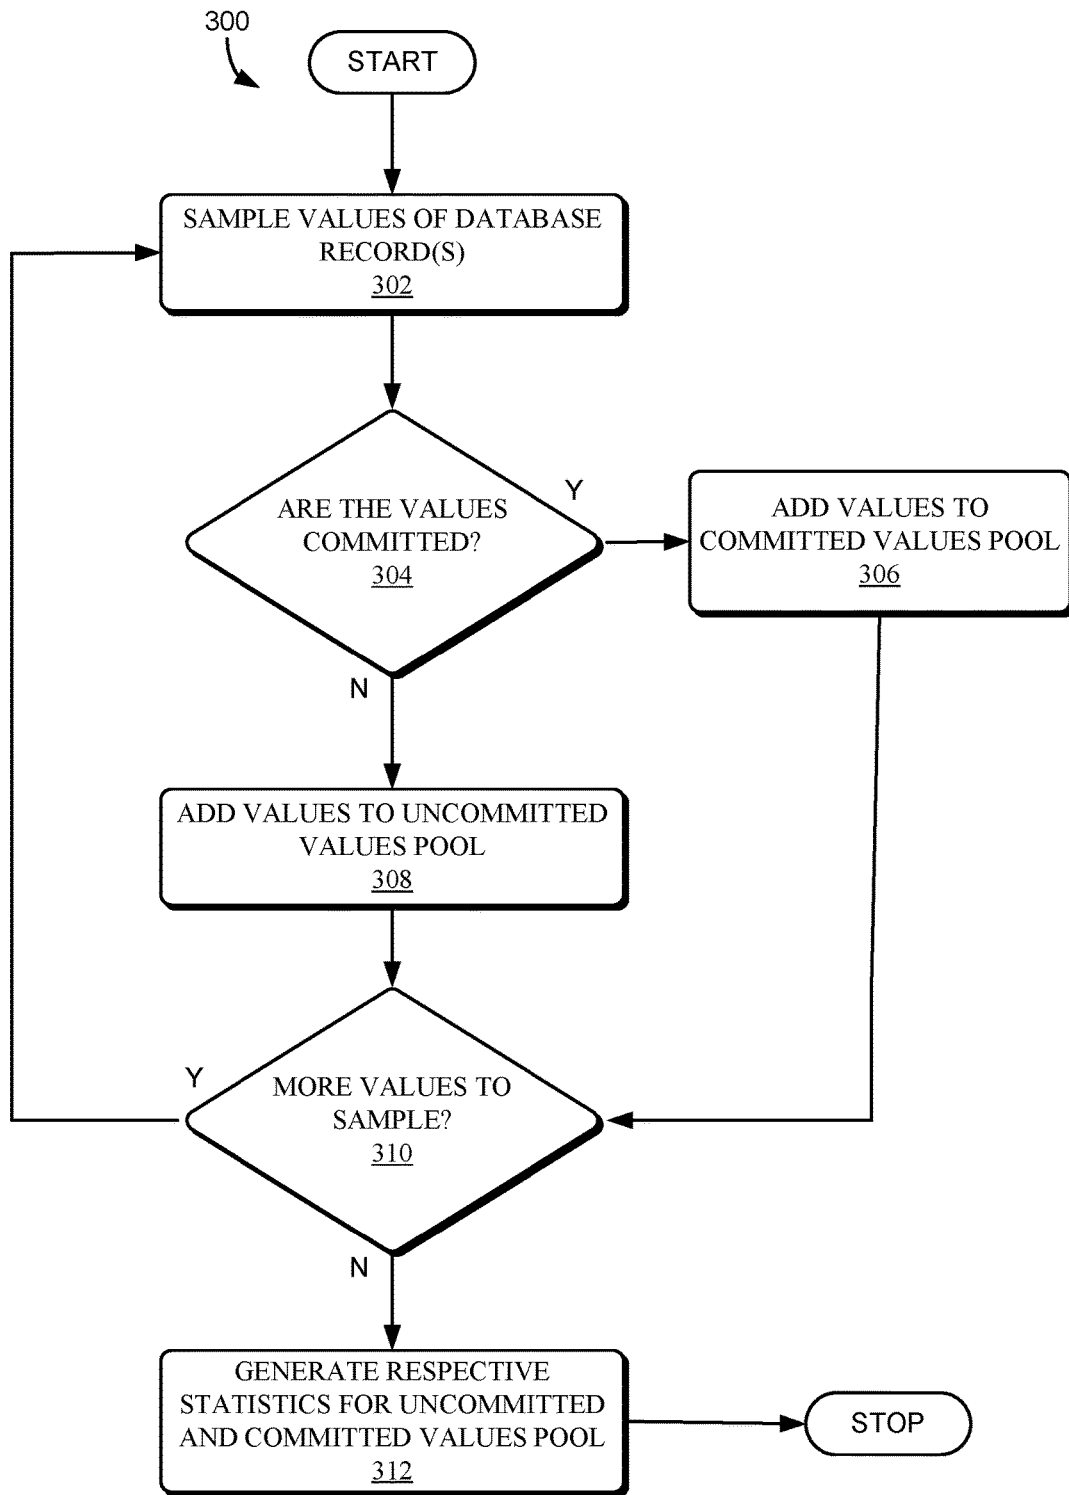 300
START
SAMPLE VALUES OF DATABASE
RECORD(S)
302
ARE THE VALUES
COMMITTED?
304
Y
ADD VALUES TO
COMMITTED VALUES POOL
306
N
ADD VALUES TO UNCOMMITTED
VALUES POOL
308
Y
MORE VALUES TO
SAMPLE?
310
N
GENERATE RESPECTIVE
STATISTICS FOR UNCOMMITTED
AND COMMITTED VALUES POOL
312
STOP